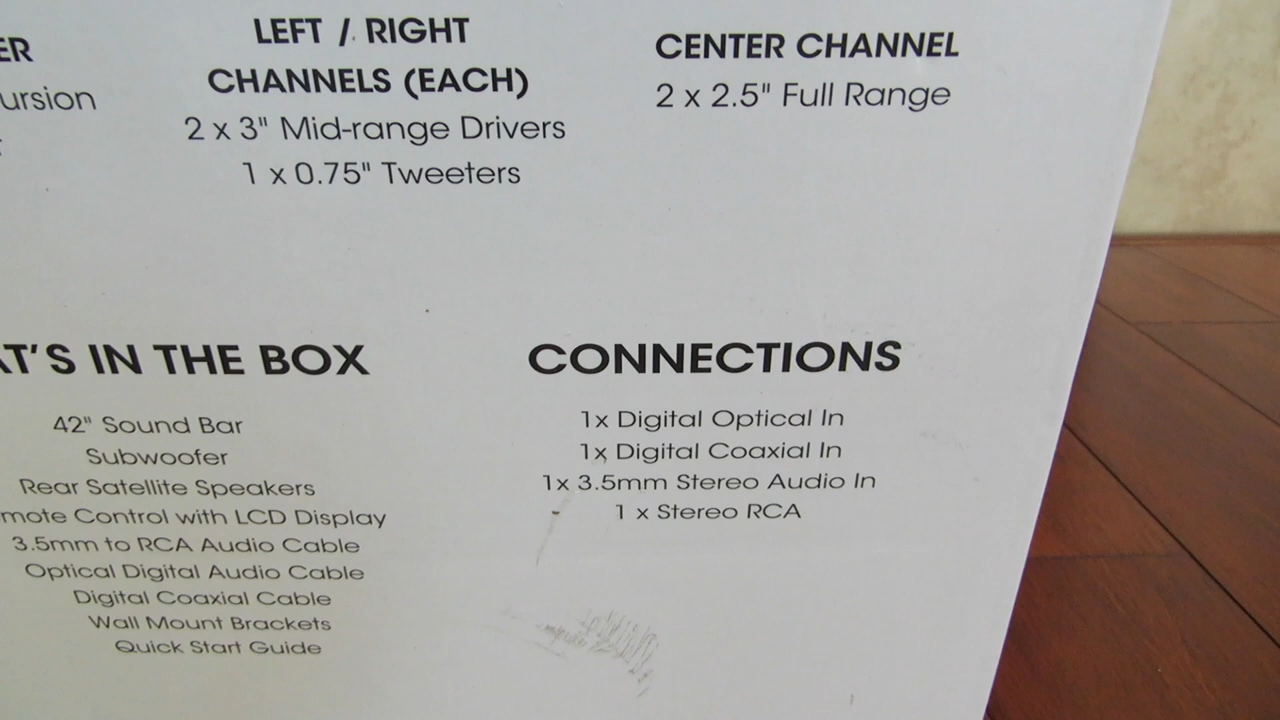 ER
ursion
LEFT / RIGHT
CHANNELS (EACH)
2 x 3" Mid-range Drivers
1 x 0.75" Tweeters
CENTER CHANNEL
2 x 2.5" Full Range
AT'S IN THE BOX
42" Sound Bar
Subwoofer
Rear Satellite Speakers
mote Control with LCD Display
3.5mm to RCA Audio Cable
Optical Digital Audio Cable
Digital Coaxial Cable
Wall Mount Brackets
Quick Start Guide
CONNECTIONS
1x Digital Optical In
1x Digital Coaxial In
1x 3.5mm Stereo Audio In
1 x Stereo RCA